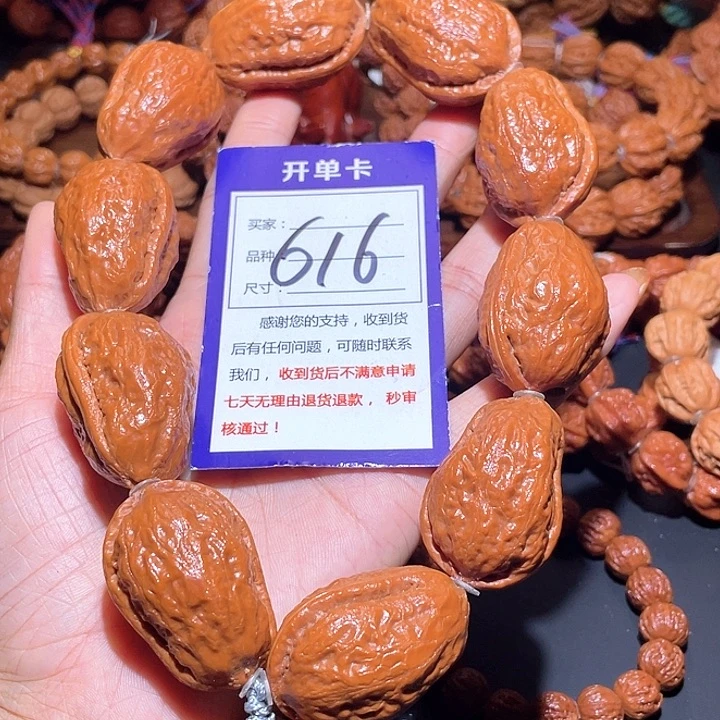 开单卡
买家：
品种 616
尺寸：
感谢您的支持，收到货
后有任何问题，可随时联系
我们，收到货后不满意申请
七天无理由退货退款，秒审
核通过！